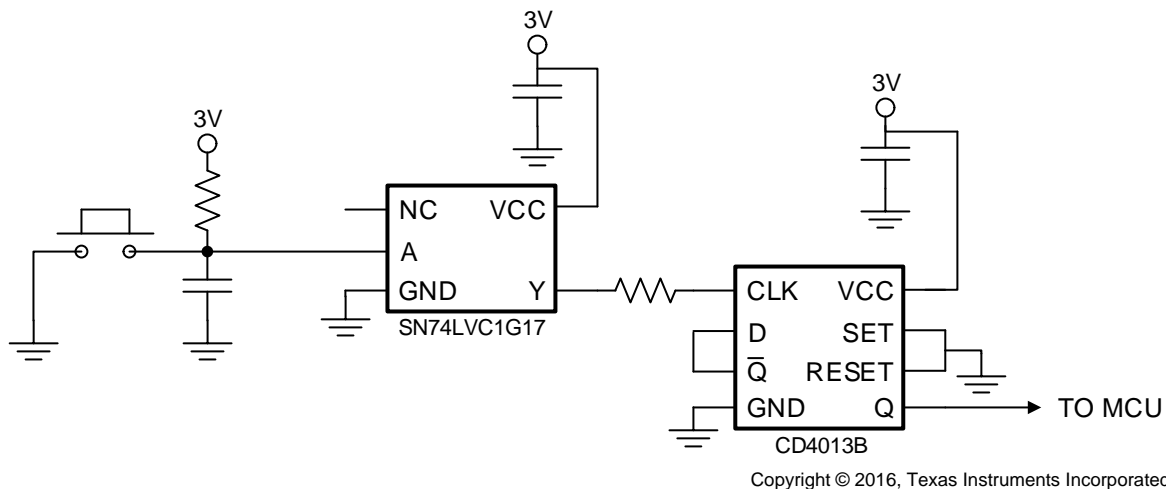 3V
3V
3V
NC VCC
A
GND Y
SN74LVC1G17
CLK VCC
D SET
Q̅ RESET
GND Q
TO MCU
CD4013B
Copyright © 2016, Texas Instruments Incorporated